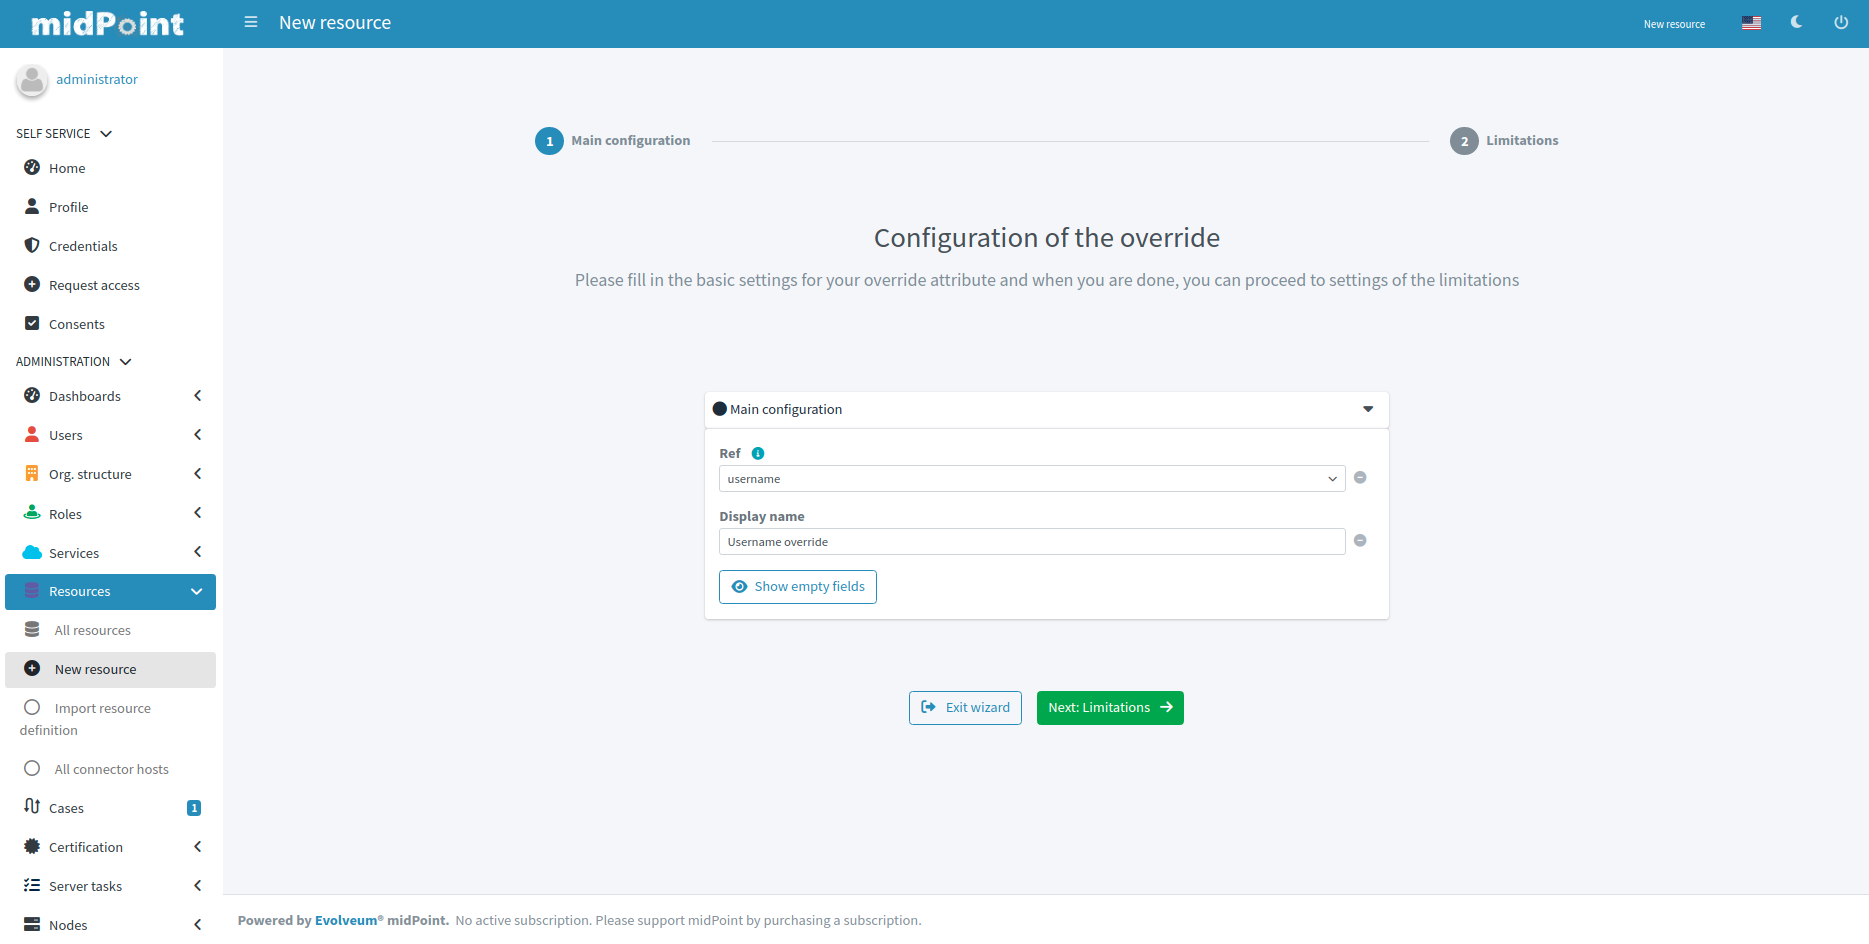 midPoint
New resource
New resource
administrator
SELF SERVICE
Home
Profile
Credentials
Request access
Consents
ADMINISTRATION
Dashboards
Users
Org. structure
Roles
Services
Resources
All resources
New resource
Import resource
definition
All connector hosts
Cases
1
Certification
Server tasks
Nodes
1 Main configuration
2 Limitations
Configuration of the override
Please fill in the basic settings for your override attribute and when you are done, you can proceed to settings of the limitations
Main configuration
Ref
username
Display name
Username override
Show empty fields
Exit wizard
Next: Limitations
Powered by Evolveum® midPoint. No active subscription. Please support midPoint by purchasing a subscription.